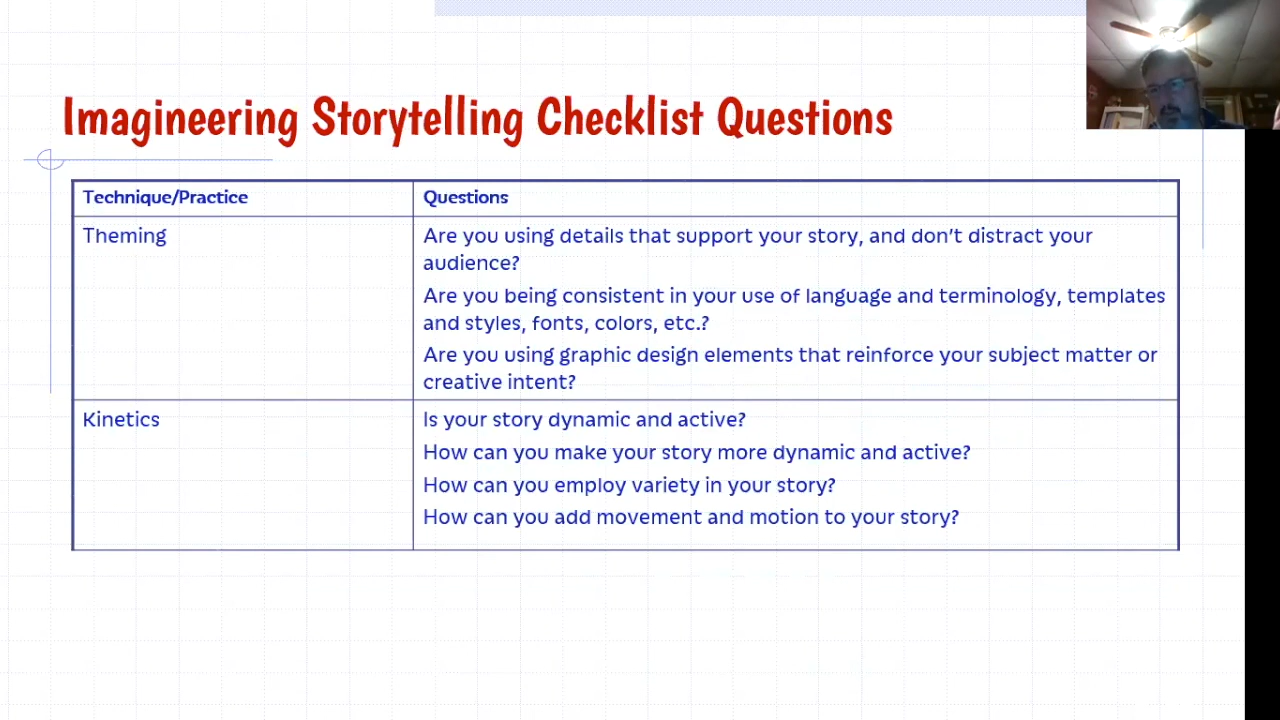 Imagineering Storytelling Checklist Questions
Technique/Practice
Questions
Theming
Are you using details that support your story, and don’t distract your
audience?
Are you being consistent in your use of language and terminology, templates
and styles, fonts, colors, etc.?
Are you using graphic design elements that reinforce your subject matter or
creative intent?
Kinetics
Is your story dynamic and active?
How can you make your story more dynamic and active?
How can you employ variety in your story?
How can you add movement and motion to your story?